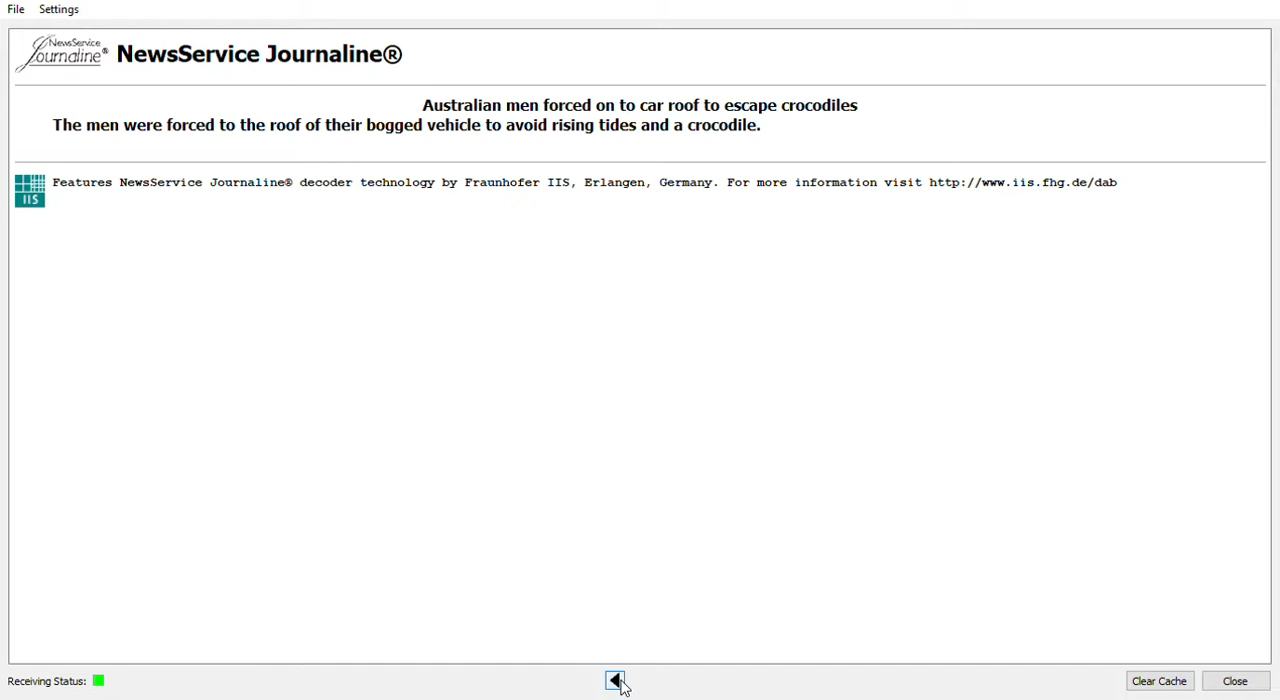 File Settings
NewsService
Journaline® NewsService Journaline®
Australian men forced on to car roof to escape crocodiles
The men were forced to the roof of their bogged vehicle to avoid rising tides and a crocodile.
Features NewsService Journaline® decoder technology by Fraunhofer IIS, Erlangen, Germany. For more information visit http://www.iis.fhg.de/dab
IIS
Receiving Status: Clear Cache Close